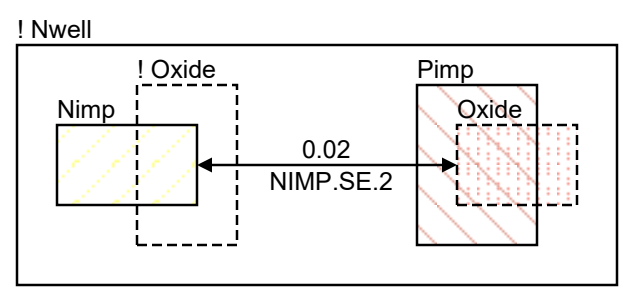 ! Nwell
! Oxide
Pimp
Nimp
Oxide
0.02
NIMP.SE.2